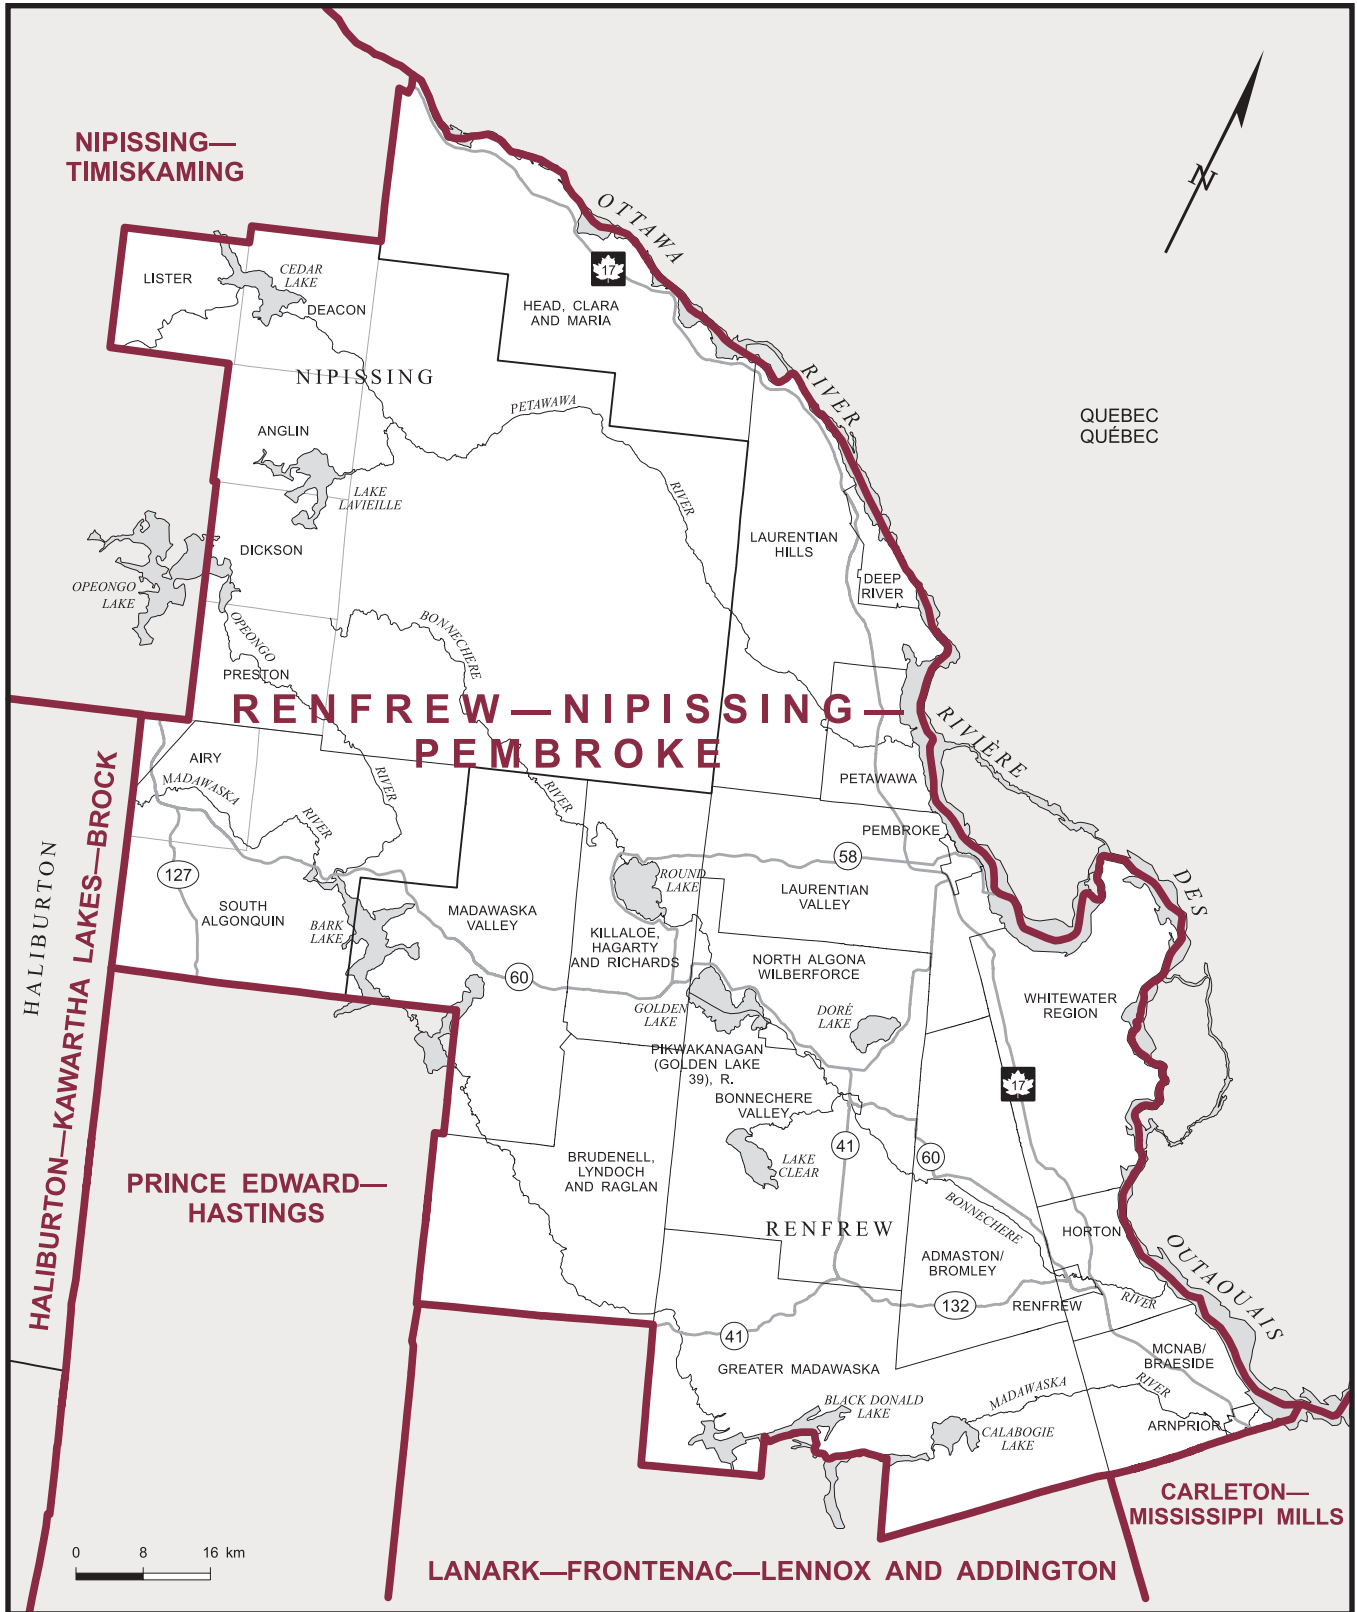 NIPISSING—
TIMISKAMING
N
OTTAWA
17
LISTER
CEDAR
LAKE
DEACON
HEAD, CLARA
AND MARIA
NIPISSING
RIVER
PETAWAWA
QUEBEC
QUÉBEC
ANGLIN
LAKE
LAVIEILLE
RIVER
LAURENTIAN
HILLS
DICKSON
DEEP
RIVER
OPEONGO
LAKE
OPEONGO
BONNECHERE
PRESTON
RENFREW—NIPISSING—
PEMBROKE
RIVIÈRE
AIRY
MADAWASKA
RIVER
RIVER
RIVER
PETAWAWA
PEMBROKE
HALIBURTON
HALIBURTON—KAWARTHA LAKES—BROCK
127
58
ROUND
LAKE
LAURENTIAN
VALLEY
DES
SOUTH
ALGONQUIN
BARK
LAKE
MADAWASKA
VALLEY
KILLALOE,
HAGARTY
AND RICHARDS
NORTH ALGONA
WILBERFORCE
60
GOLDEN
LAKE
DORÉ
LAKE
WHITEWATER
REGION
PIKWAKANAGAN
(GOLDEN LAKE
39), R.
17
BONNECHERE
VALLEY
41
60
BRUDENELL,
LYNDOCH
AND RAGLAN
LAKE
CLEAR
PRINCE EDWARD—
HASTINGS
BONNECHERE
RENFREW
HORTON
ADMASTON/
BROMLEY
OUTAOUAIS
132
RENFREW
RIVER
41
GREATER MADAWASKA
MCNAB/
BRAESIDE
BLACK DONALD
LAKE
MADAWASKA
RIVER
CALABOGIE
LAKE
ARNPRIOR
CARLETON—
MISSISSIPPI MILLS
0 8 16 km
LANARK—FRONTENAC—LENNOX AND ADDINGTON